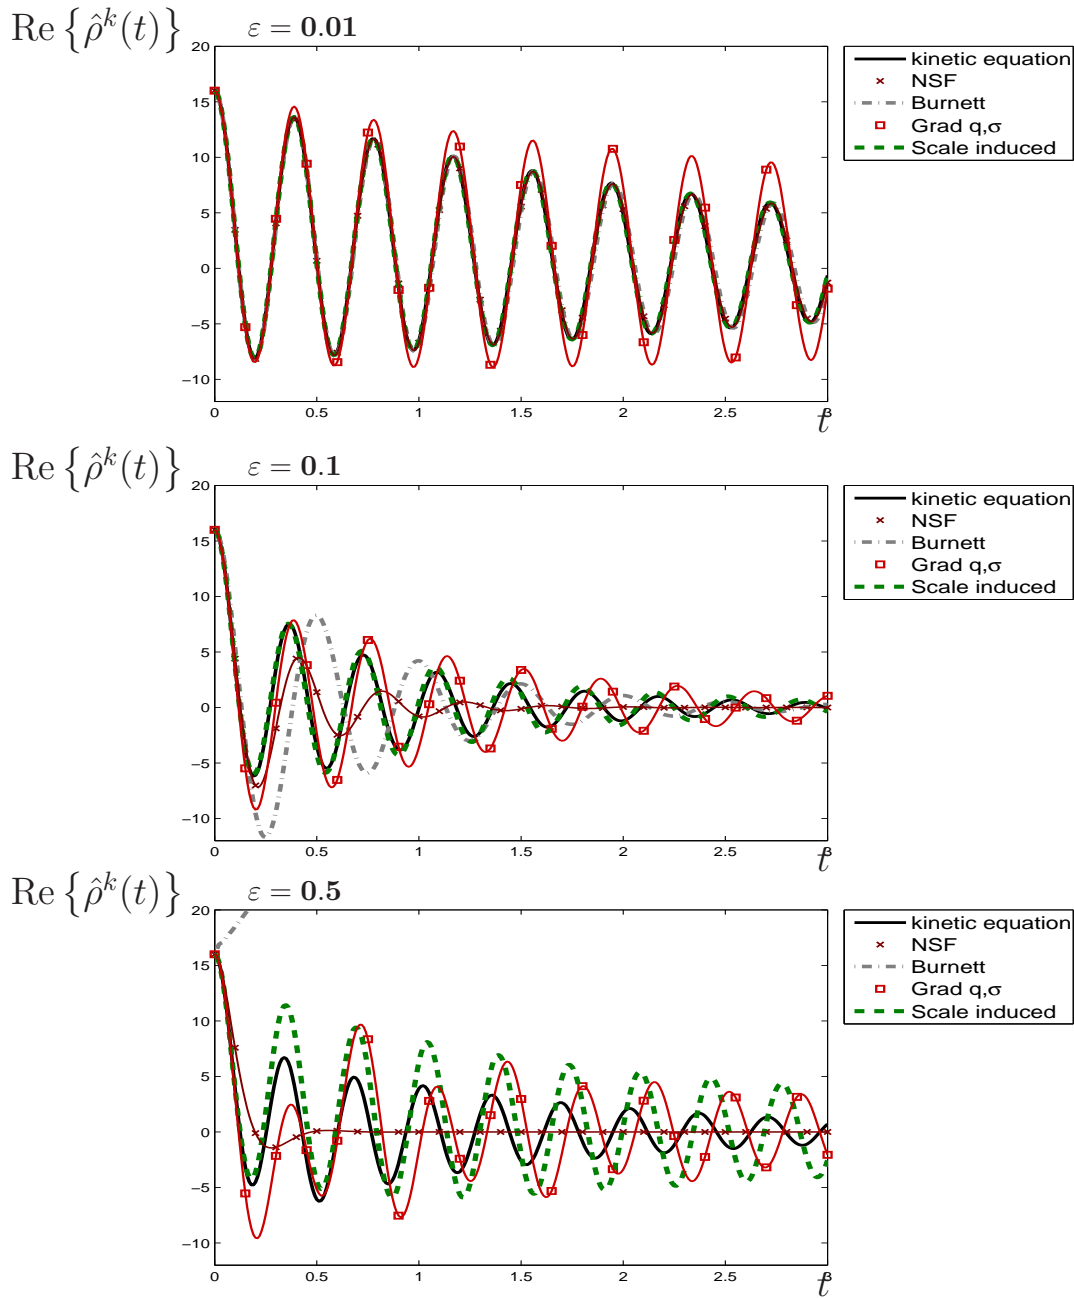 Re {ρ̂ᵏ(t)} ε = 0.01
20
15
10
5
0
−5
−10
0 0.5 1 1.5 2 2.5 3
t
kinetic equation
NSF
Burnett
Grad q,σ
Scale induced
Re {ρ̂ᵏ(t)} ε = 0.1
20
15
10
5
0
−5
−10
0 0.5 1 1.5 2 2.5 3
t
kinetic equation
NSF
Burnett
Grad q,σ
Scale induced
Re {ρ̂ᵏ(t)} ε = 0.5
20
15
10
5
0
−5
−10
0 0.5 1 1.5 2 2.5 3
t
kinetic equation
NSF
Burnett
Grad q,σ
Scale induced